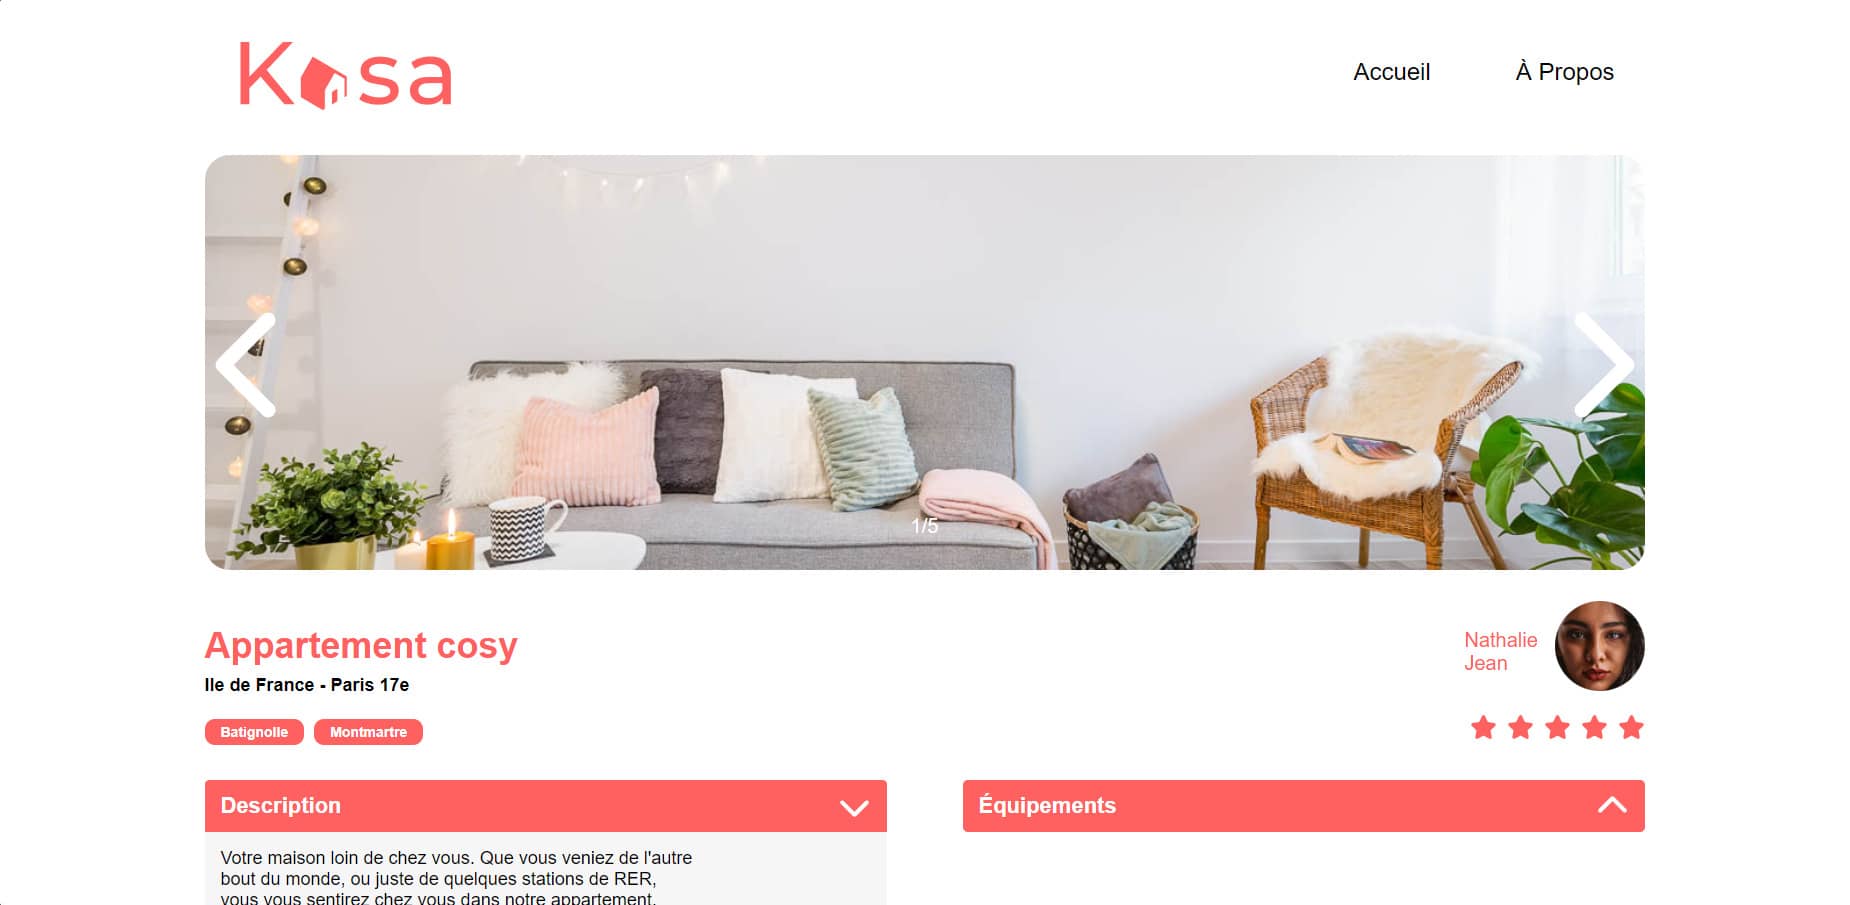 Kasa
Accueil
À Propos
1/5
Appartement cosy
Ile de France - Paris 17e
Batignolle
Montmartre
Nathalie
Jean
Description
Équipements
Votre maison loin de chez vous. Que vous veniez de l'autre
bout du monde, ou juste de quelques stations de RER,
vous vous sentirez chez vous dans notre appartement.